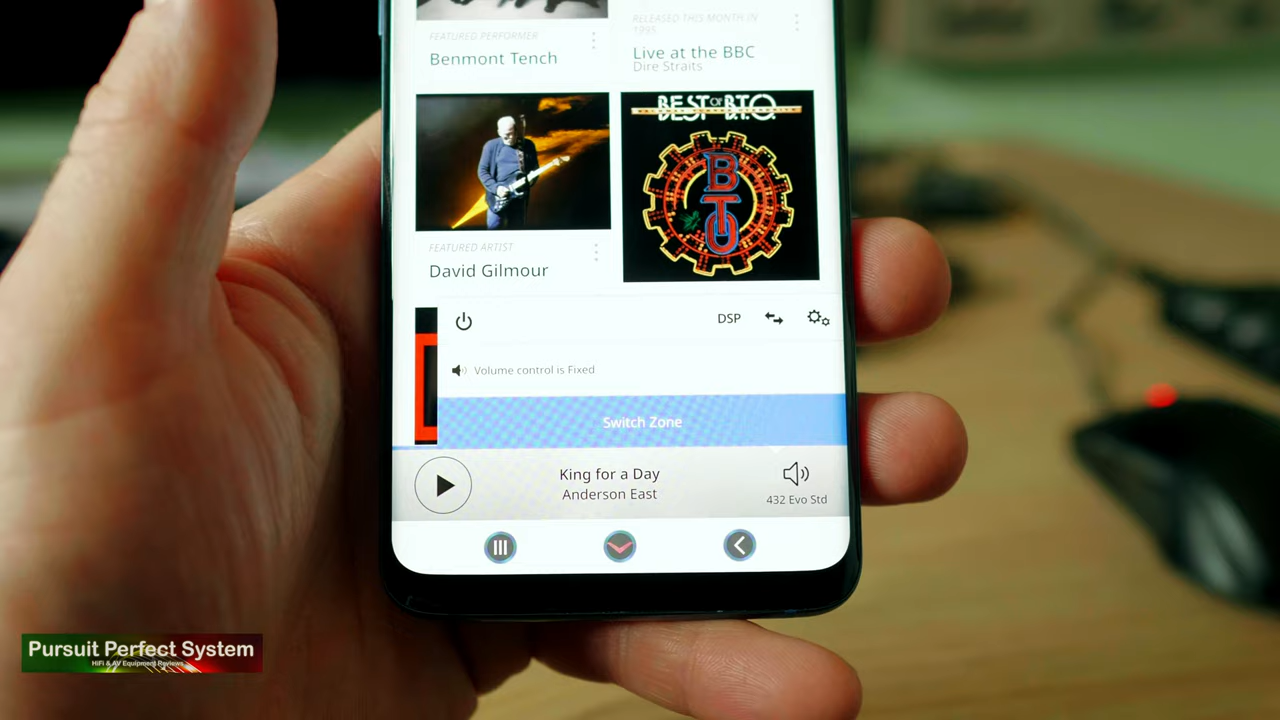 FEATURED PERFORMER
Benmont Tench
RELEASED THIS MONTH IN
1995
Live at the BBC
Dire Straits
BEST OF B.T.O.
BTO
FEATURED ARTIST
David Gilmour
DSP
Volume control is Fixed
Switch Zone
King for a Day
Anderson East
432 Evo Std
Pursuit Perfect System
HiFi & AV Equipment Reviews